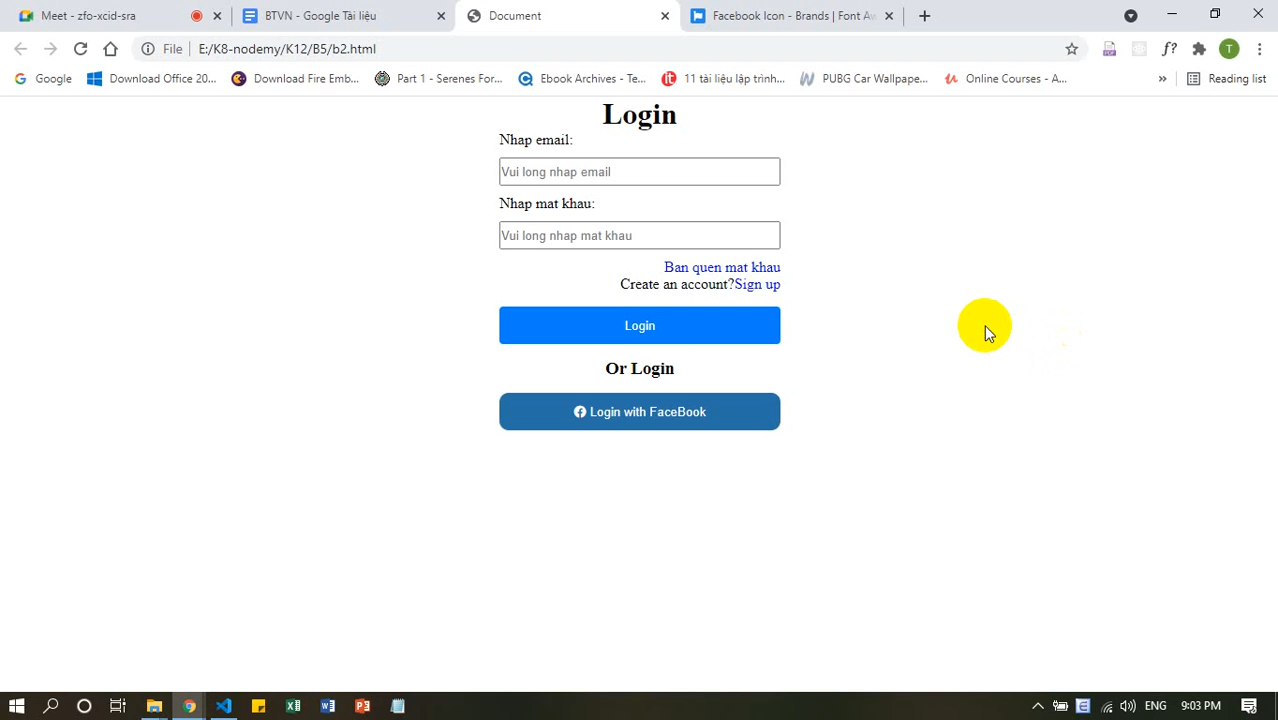 Meet - zfo-xcid-sra
BTVN - Google Tài liệu
Document
Facebook Icon - Brands | Font Aw
File
E:/K8-nodemy/K12/B5/b2.html
T
Google
Download Office 20...
Download Fire Emb...
Part 1 - Serenes For...
Ebook Archives - Te...
11 tài liệu lập trình...
PUBG Car Wallpape...
Online Courses - A...
»
Reading list
Login
Nhap email:
Vui long nhap email
Nhap mat khau:
Vui long nhap mat khau
Ban quen mat khau
Create an account?Sign up
Login
Or Login
Login with FaceBook
ENG
9:03 PM